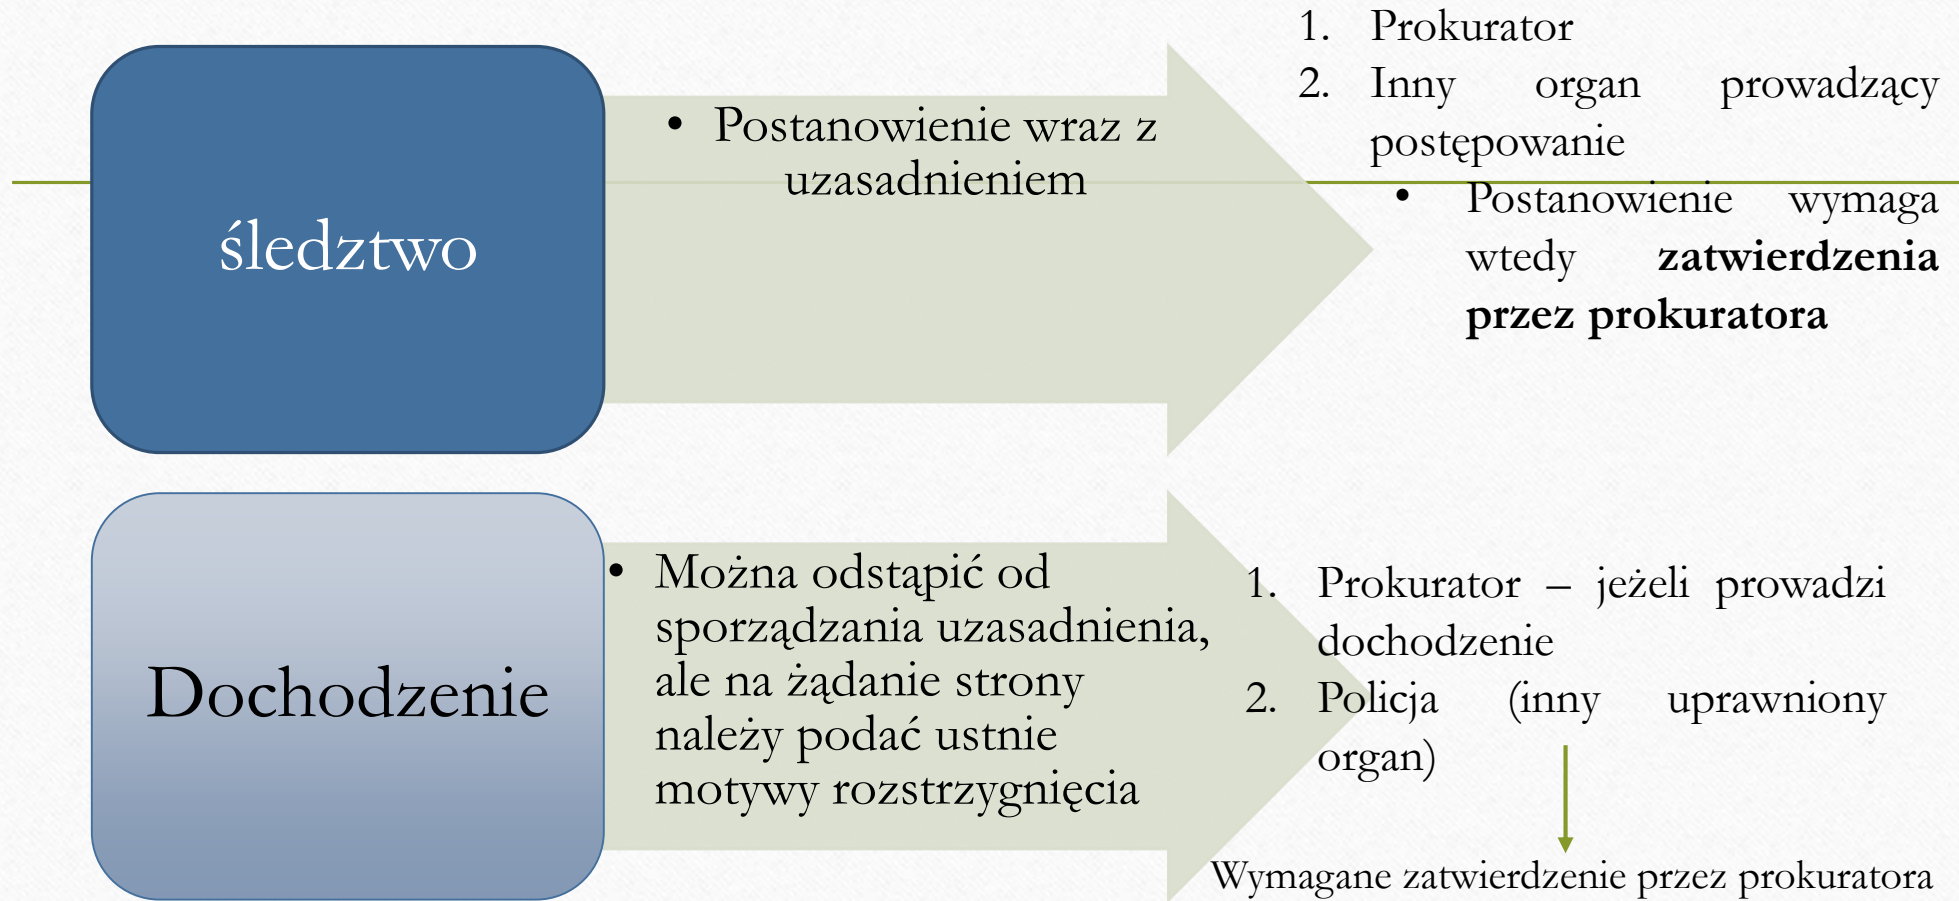 śledztwo
• Postanowienie wraz z
uzasadnieniem
1. Prokurator
2. Inny organ prowadzący
postępowanie
• Postanowienie wymaga
wtedy zatwierdzenia
przez prokuratora
Dochodzenie
• Można odstąpić od
sporządzania uzasadnienia,
ale na żądanie strony
należy podać ustnie
motywy rozstrzygnięcia
1. Prokurator – jeżeli prowadzi
dochodzenie
2. Policja (inny uprawniony
organ)
Wymagane zatwierdzenie przez prokuratora